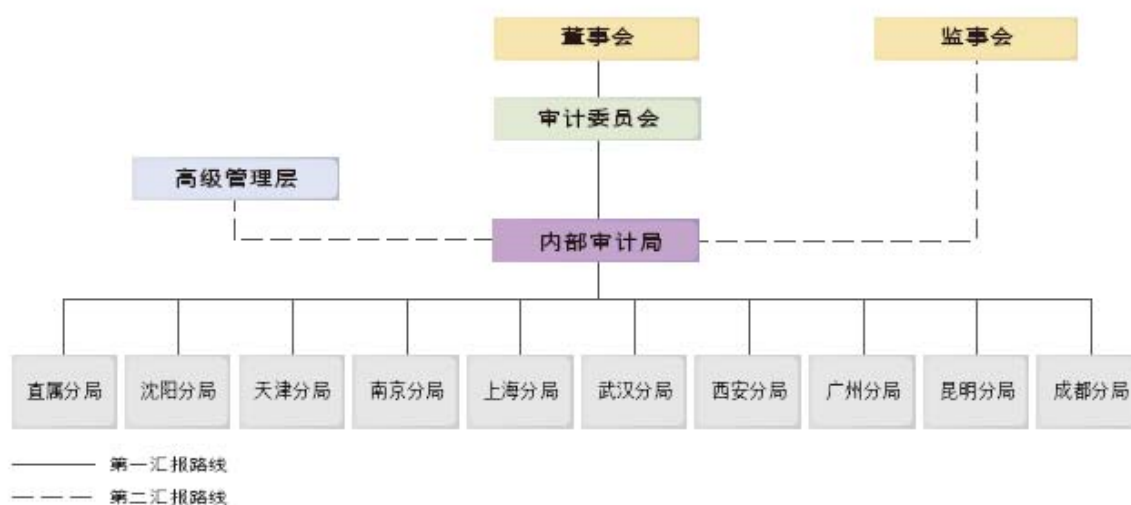 董事会
监事会
审计委员会
高级管理层
内部审计局
直属分局
沈阳分局
天津分局
南京分局
上海分局
武汉分局
西安分局
广州分局
昆明分局
成都分局
第一汇报路线
第二汇报路线